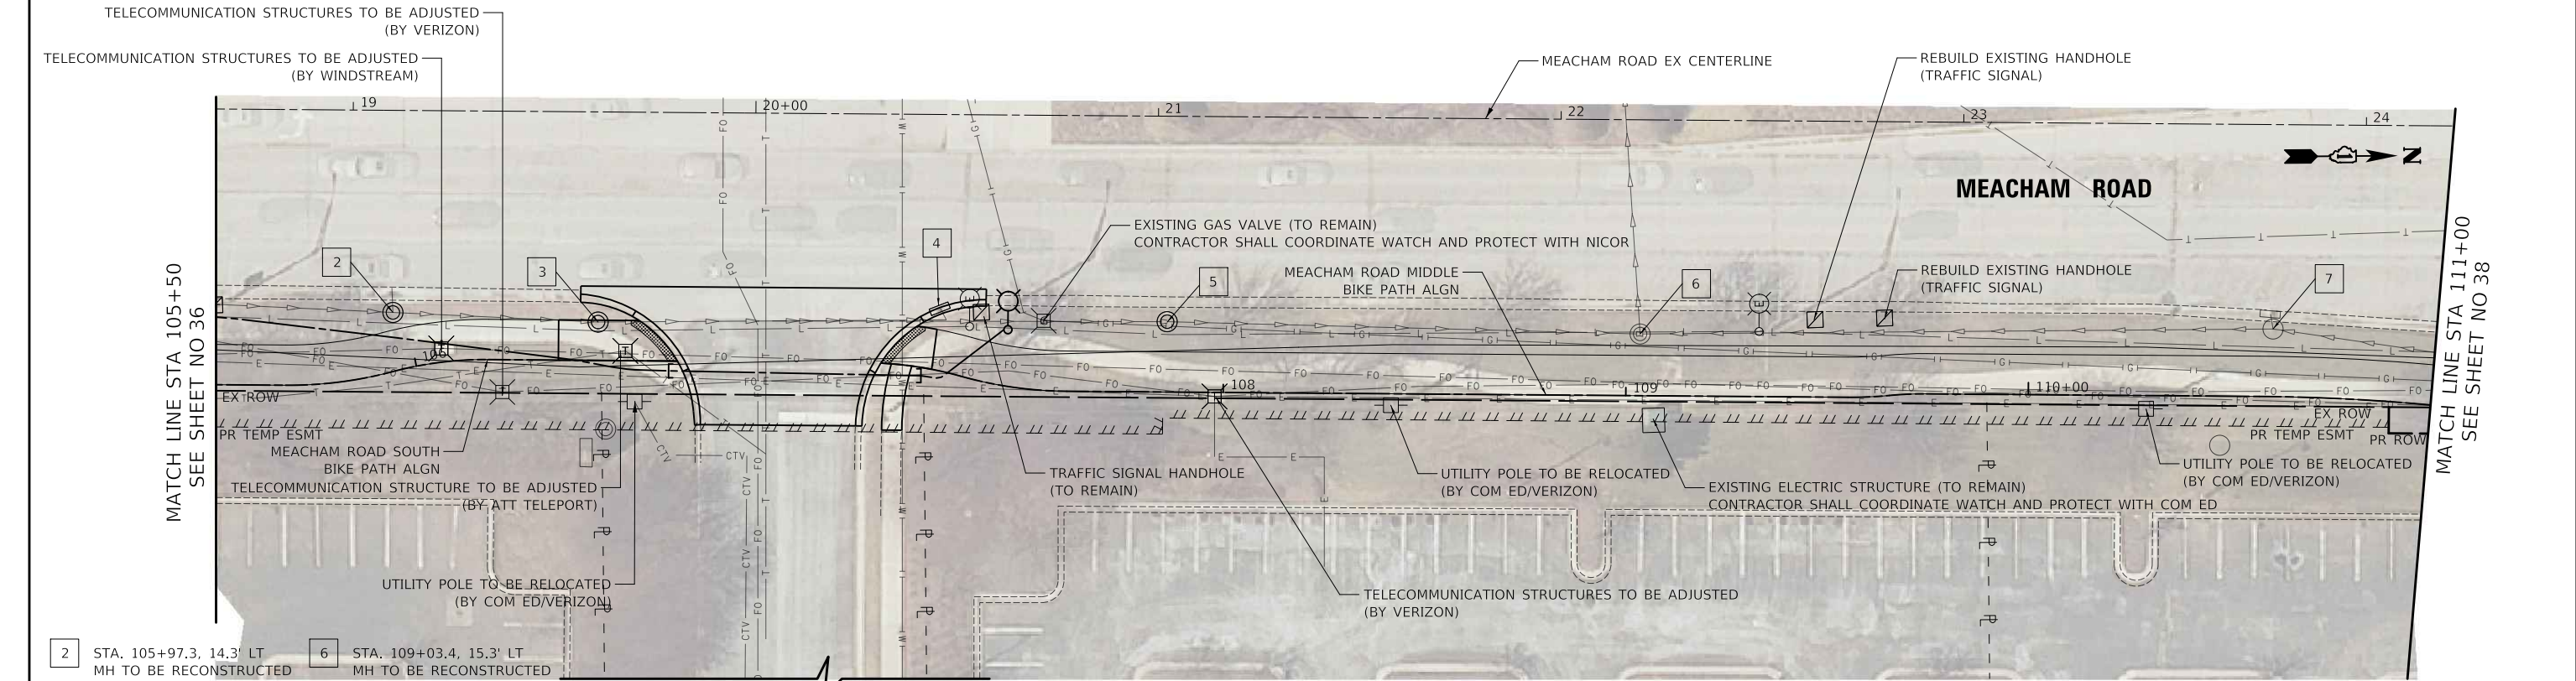 TELECOMMUNICATION STRUCTURES TO BE ADJUSTED
(BY VERIZON)
TELECOMMUNICATION STRUCTURES TO BE ADJUSTED
(BY WINDSTREAM)
MEACHAM ROAD EX CENTERLINE
REBUILD EXISTING HANDHOLE
(TRAFFIC SIGNAL)
19
20+00
21
22
23
24
N
MEACHAM ROAD
EXISTING GAS VALVE (TO REMAIN)
CONTRACTOR SHALL COORDINATE WATCH AND PROTECT WITH NICOR
MEACHAM ROAD MIDDLE
BIKE PATH ALGN
REBUILD EXISTING HANDHOLE
(TRAFFIC SIGNAL)
2
3
4
5
6
7
MATCH LINE STA 105+50
SEE SHEET NO 36
MATCH LINE STA 111+00
SEE SHEET NO 38
106
108
109
110+00
EX ROW
PR TEMP ESMT
MEACHAM ROAD SOUTH
BIKE PATH ALGN
TELECOMMUNICATION STRUCTURE TO BE ADJUSTED
(BY ATT TELEPORT)
UTILITY POLE TO BE RELOCATED
(BY COM ED/VERIZON)
TRAFFIC SIGNAL HANDHOLE
(TO REMAIN)
UTILITY POLE TO BE RELOCATED
(BY COM ED/VERIZON)
EXISTING ELECTRIC STRUCTURE (TO REMAIN)
CONTRACTOR SHALL COORDINATE WATCH AND PROTECT WITH COM ED
TELECOMMUNICATION STRUCTURES TO BE ADJUSTED
(BY VERIZON)
EX ROW
PR TEMP ESMT
PR ROW
UTILITY POLE TO BE RELOCATED
(BY COM ED/VERIZON)
2 STA. 105+97.3, 14.3' LT
MH TO BE RECONSTRUCTED
6 STA. 109+03.4, 15.3' LT
MH TO BE RECONSTRUCTED